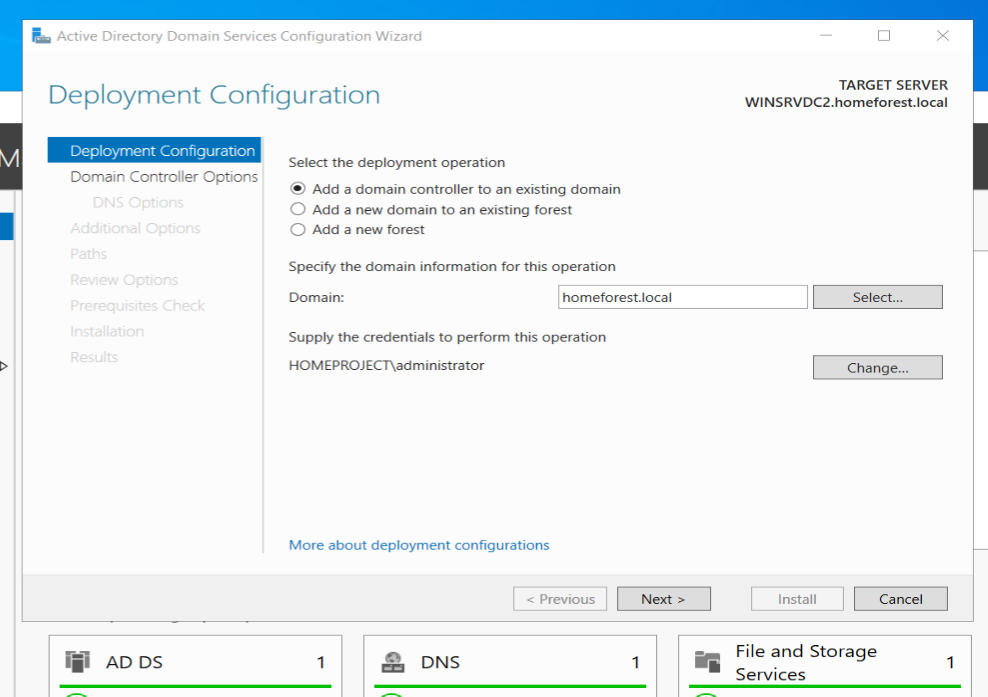 Active Directory Domain Services Configuration Wizard
Deployment Configuration
TARGET SERVER
WINSRVDC2.homeforest.local
Deployment Configuration
Domain Controller Options
DNS Options
Additional Options
Paths
Review Options
Prerequisites Check
Installation
Results
Select the deployment operation
Add a domain controller to an existing domain
Add a new domain to an existing forest
Add a new forest
Specify the domain information for this operation
Domain:
homeforest.local
Select...
Supply the credentials to perform this operation
HOMEPROJECT\administrator
Change...
More about deployment configurations
< Previous
Next >
Install
Cancel
AD DS
1
DNS
1
File and Storage
Services
1